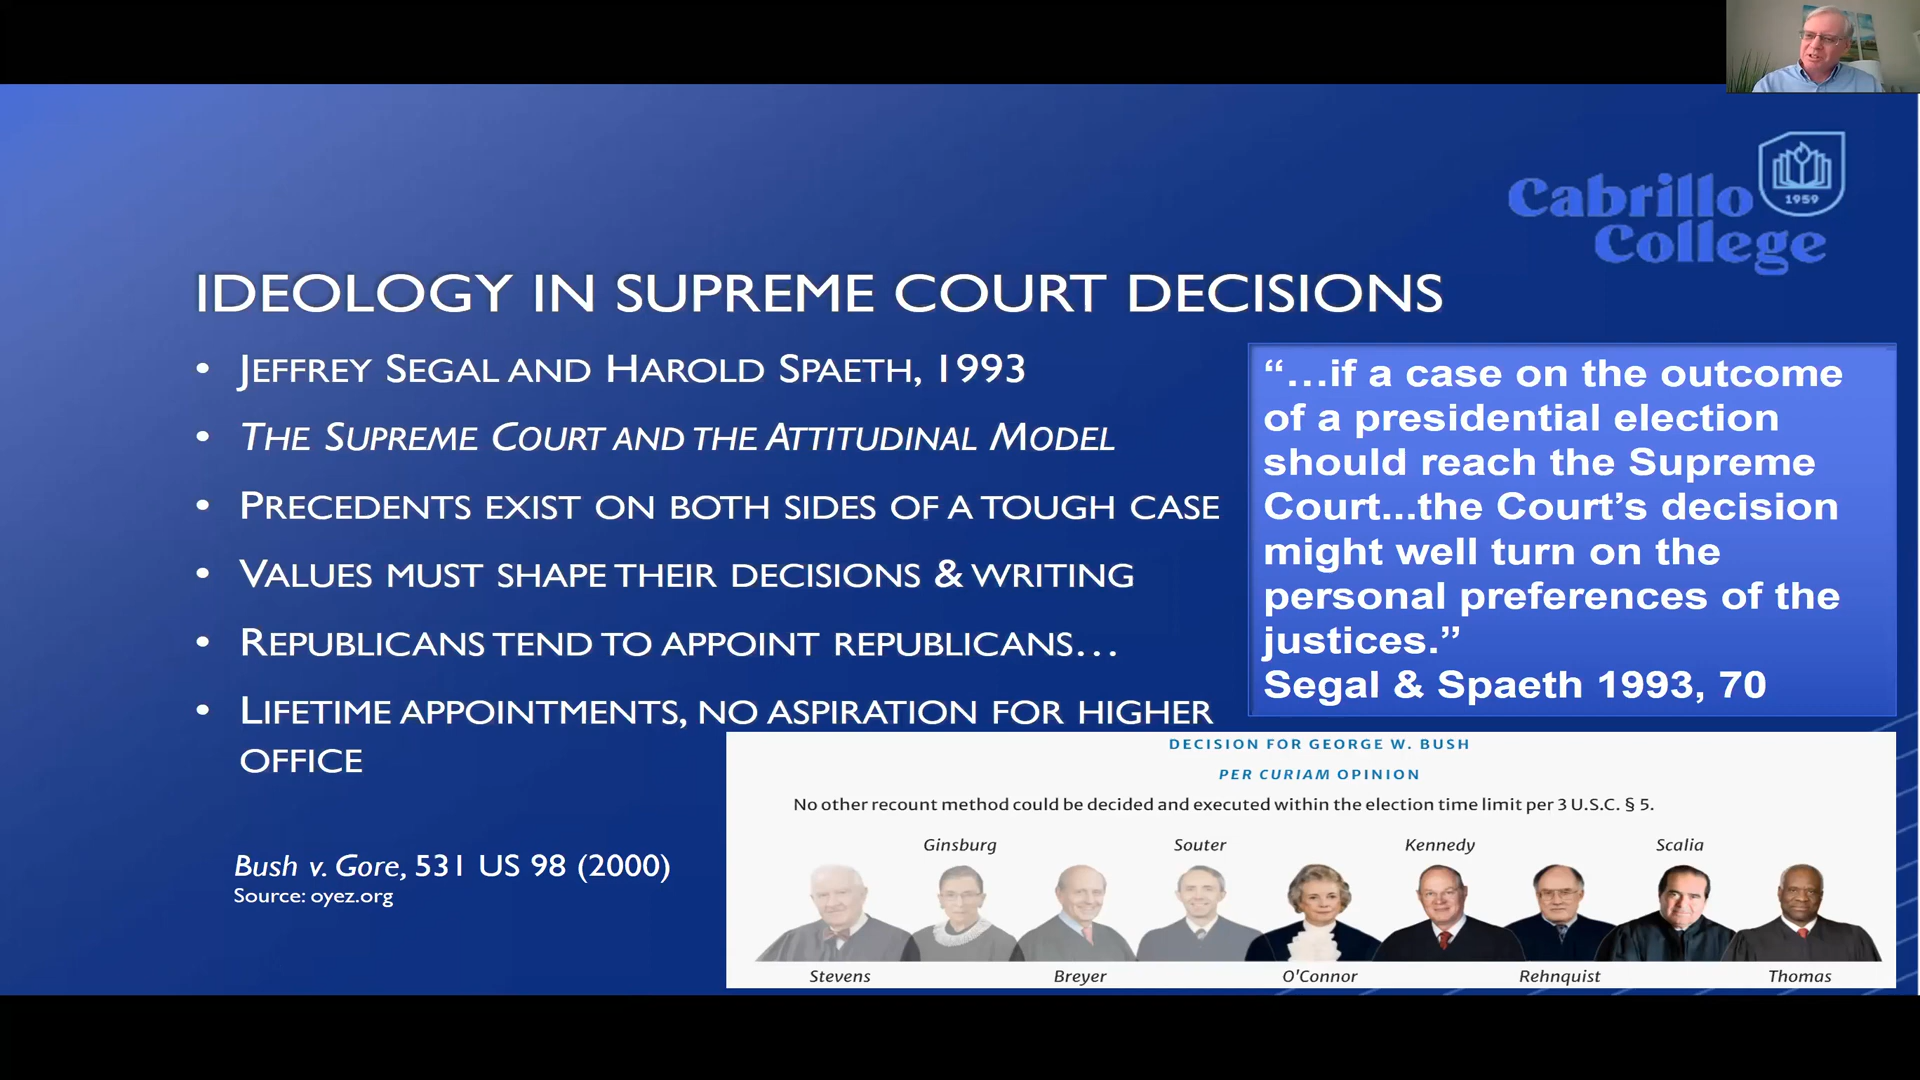 Cabrillo
College
1959
IDEOLOGY IN SUPREME COURT DECISIONS
• JEFFREY SEGAL AND HAROLD SPAETH, 1993
• THE SUPREME COURT AND THE ATTITUDINAL MODEL
• PRECEDENTS EXIST ON BOTH SIDES OF A TOUGH CASE
• VALUES MUST SHAPE THEIR DECISIONS & WRITING
• REPUBLICANS TEND TO APPOINT REPUBLICANS…
• LIFETIME APPOINTMENTS, NO ASPIRATION FOR HIGHER
OFFICE
“…if a case on the outcome
of a presidential election
should reach the Supreme
Court...the Court’s decision
might well turn on the
personal preferences of the
justices.”
Segal & Spaeth 1993, 70
Bush v. Gore, 531 US 98 (2000)
Source: oyez.org
DECISION FOR GEORGE W. BUSH
PER CURIAM OPINION
No other recount method could be decided and executed within the election time limit per 3 U.S.C. § 5.
Ginsburg Souter Kennedy Scalia
Stevens Breyer O'Connor Rehnquist Thomas